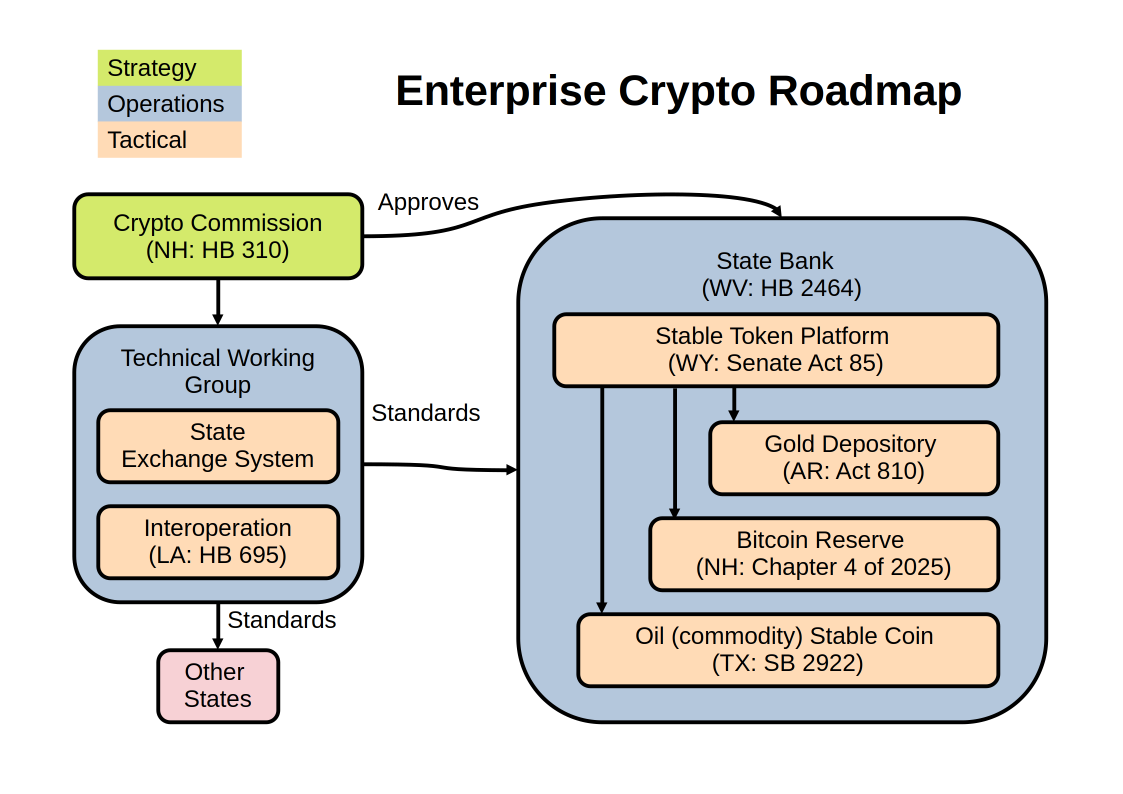 Strategy
Operations
Tactical
Enterprise Crypto Roadmap
Crypto Commission
(NH: HB 310)
Approves
Technical Working
Group
State
Exchange System
Interoperation
(LA: HB 695)
Standards
Standards
Other
States
State Bank
(WV: HB 2464)
Stable Token Platform
(WY: Senate Act 85)
Gold Depository
(AR: Act 810)
Bitcoin Reserve
(NH: Chapter 4 of 2025)
Oil (commodity) Stable Coin
(TX: SB 2922)